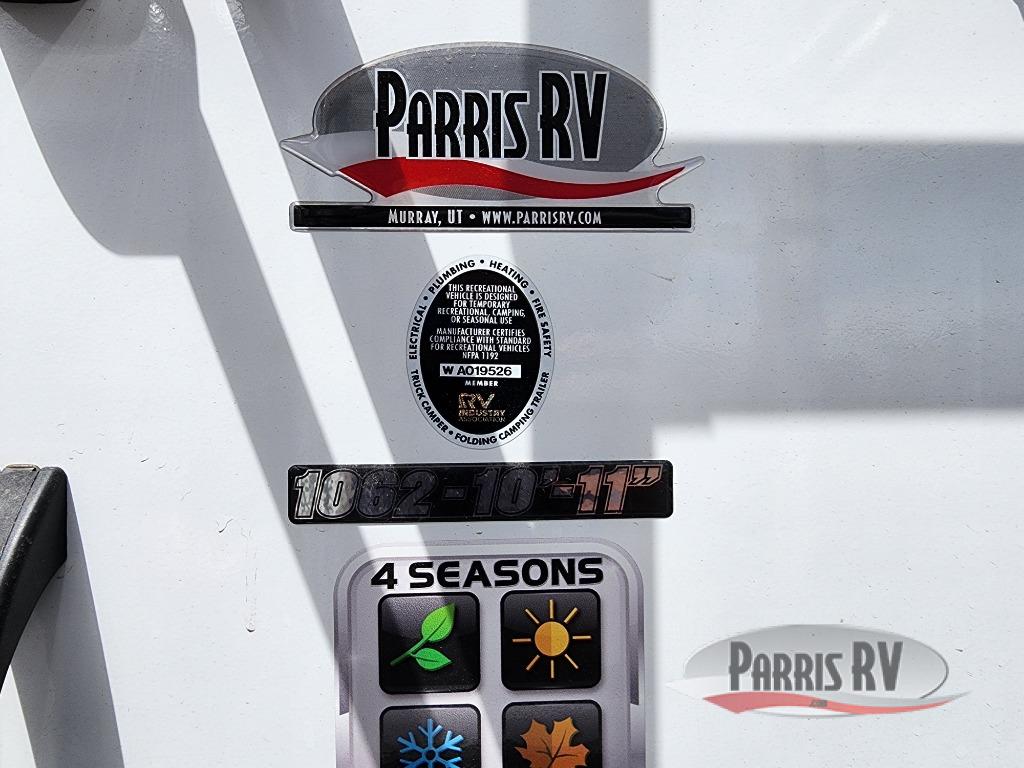 PARRIS RV
MURRAY, UT • WWW.PARRISRV.COM
ELECTRICAL • PLUMBING • HEATING • FIRE SAFETY
THIS RECREATIONAL
VEHICLE IS DESIGNED
FOR TEMPORARY
RECREATIONAL, CAMPING,
OR SEASONAL USE
MANUFACTURER CERTIFIES
COMPLIANCE WITH STANDARD
FOR RECREATIONAL VEHICLES
NFPA 1192
W A019526
MEMBER
RV
INDUSTRY
ASSOCIATION
TRUCK CAMPER • FOLDING CAMPING TRAILER
1062-10'-11"
4 SEASONS
PARRIS RV
.com